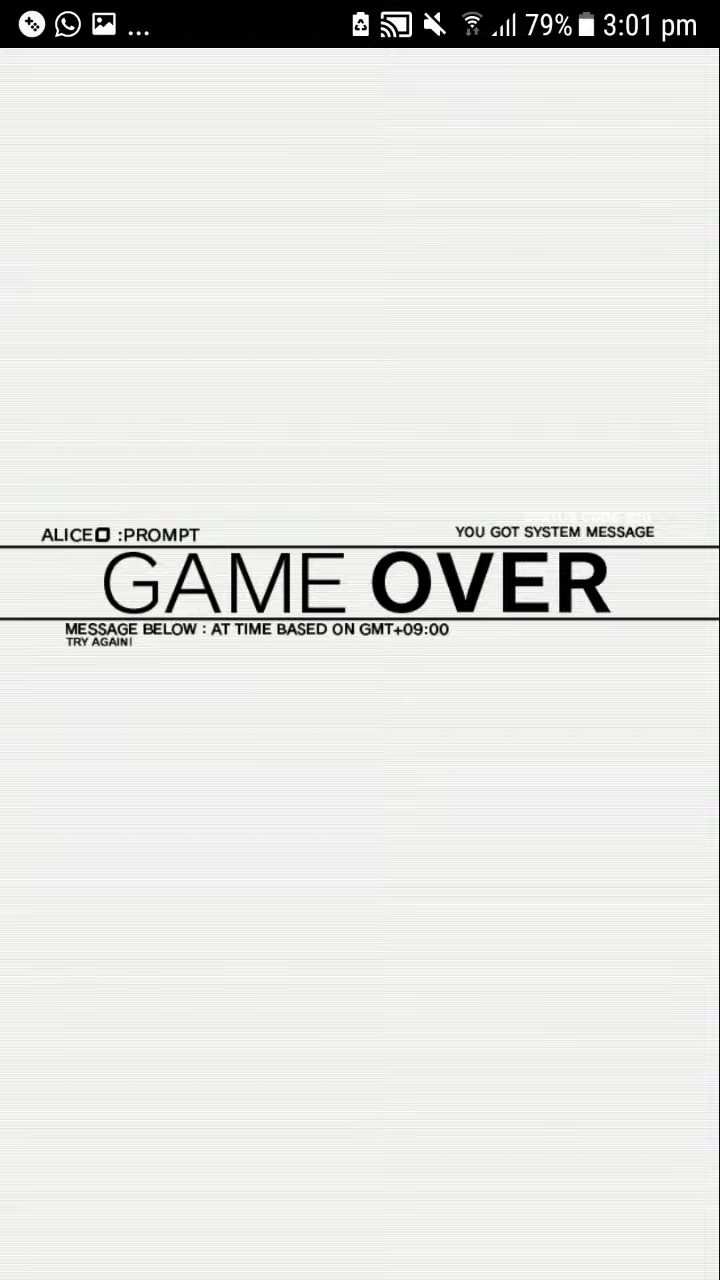 ... 79% 3:01 pm
ALICE :PROMPT
YOU GOT SYSTEM MESSAGE
GAME OVER
MESSAGE BELOW : AT TIME BASED ON GMT+09:00
TRY AGAIN!